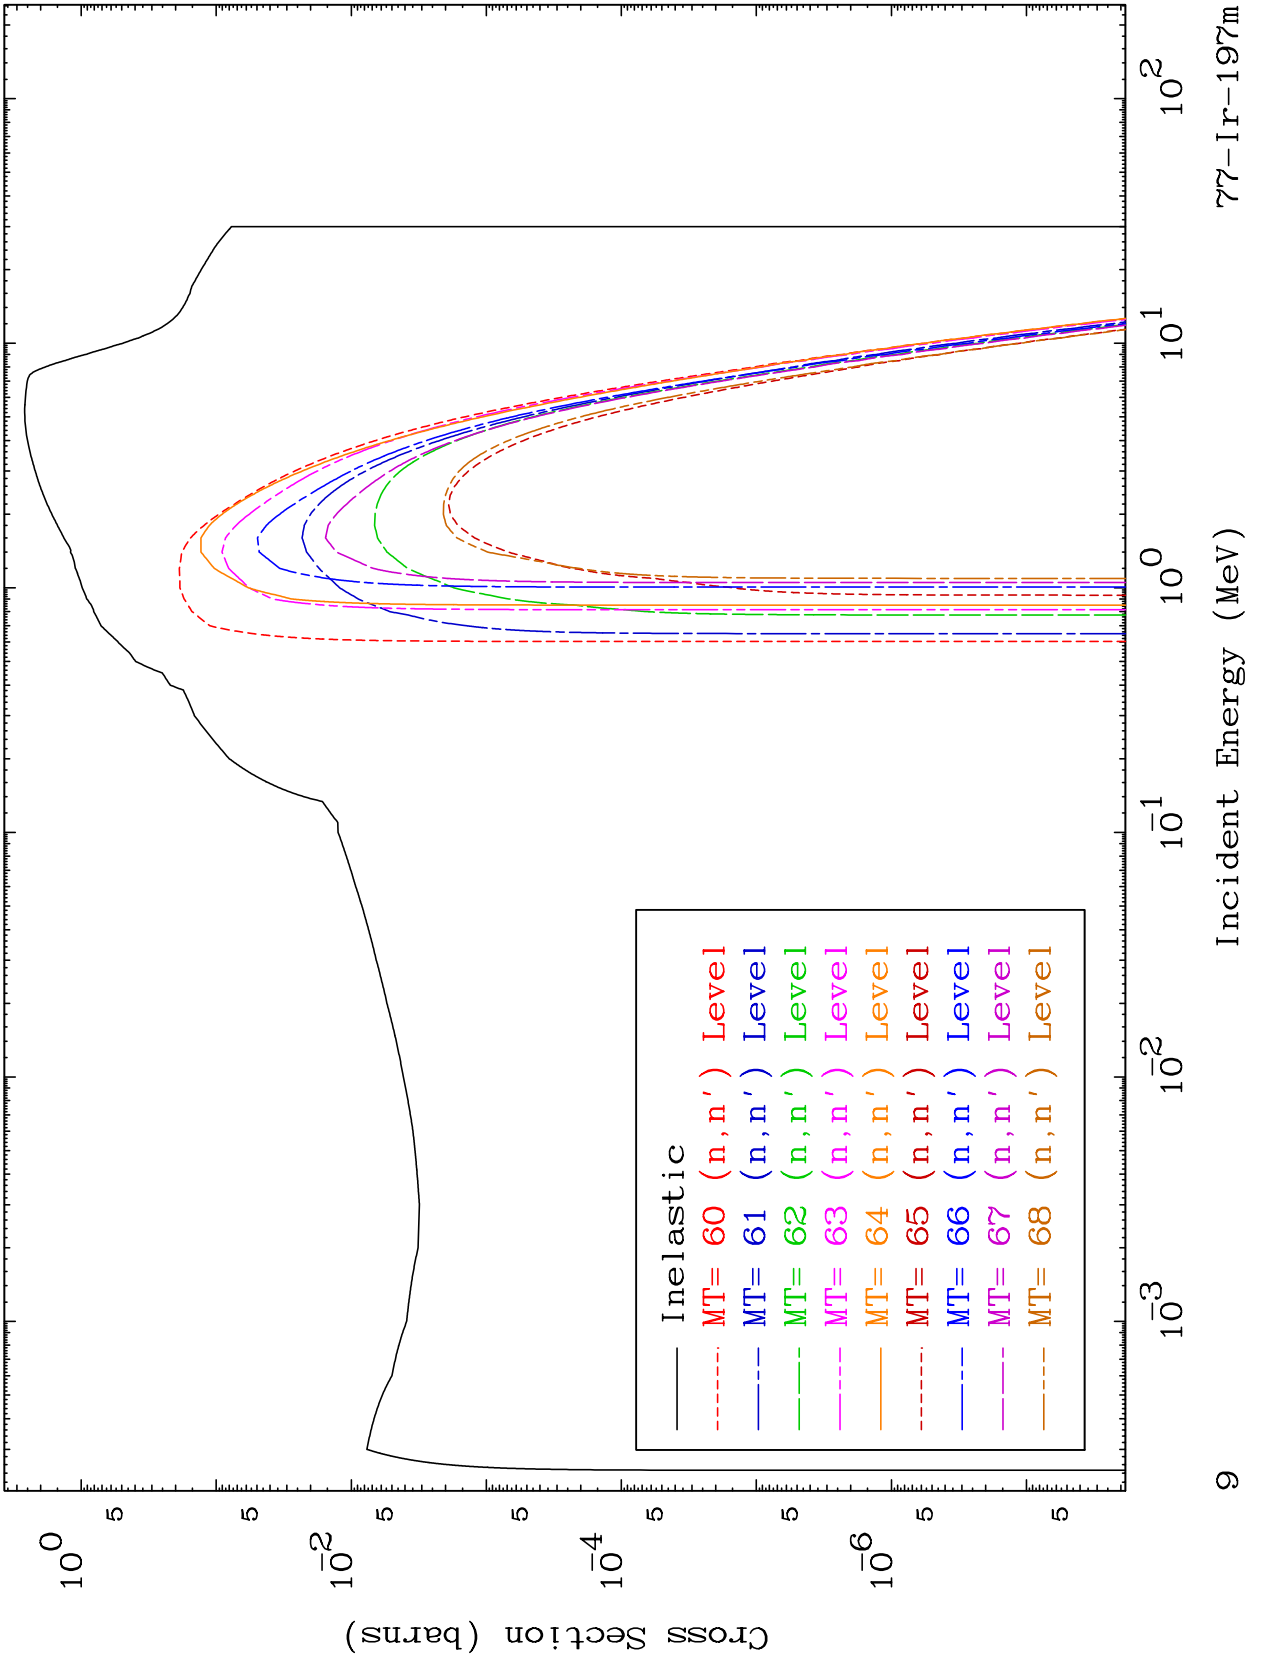 Cross Section (barns)
10^0
5
5
10^-2
5
5
10^-4
5
5
10^-6
5
5
Inelastic
MT= 60 (n,n') Level
MT= 61 (n,n') Level
MT= 62 (n,n') Level
MT= 63 (n,n') Level
MT= 64 (n,n') Level
MT= 65 (n,n') Level
MT= 66 (n,n') Level
MT= 67 (n,n') Level
MT= 68 (n,n') Level
10^-3
10^-2
10^-1
10^0
10^1
10^2
9
Incident Energy (MeV)
77-Ir-197m